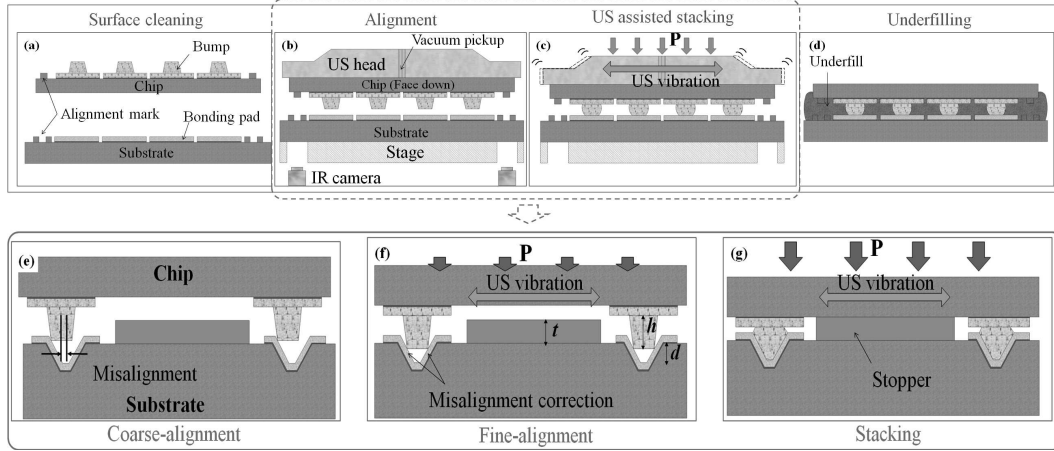 Surface cleaning
Alignment
US assisted stacking
Underfilling
(a)
Bump
Chip
Alignment mark
Bonding pad
Substrate
(b)
Vacuum pickup
US head
Chip (Face down)
Substrate
Stage
IR camera
(c)
P
US vibration
(d)
Underfill
(e)
Chip
Misalignment
Substrate
Coarse-alignment
(f)
P
US vibration
t
h
d
Misalignment correction
Fine-alignment
(g)
P
US vibration
Stopper
Stacking